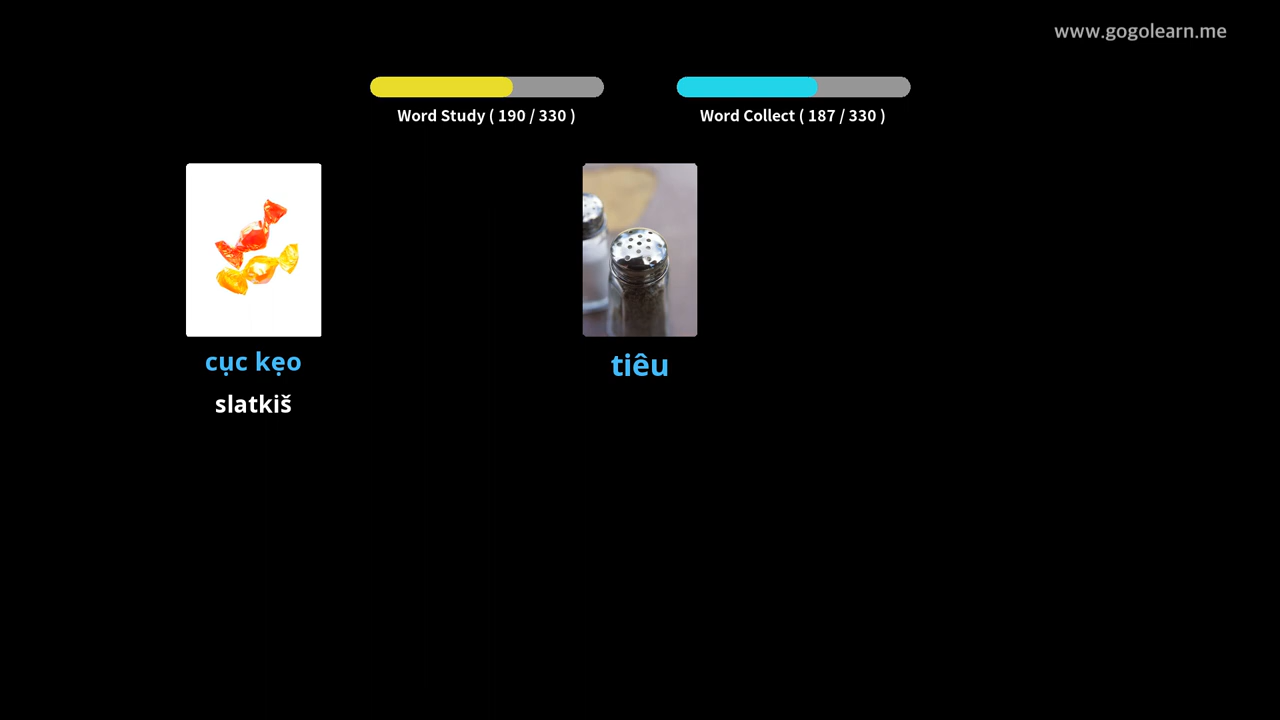 www.gogolearn.me
Word Study ( 190 / 330 )
Word Collect ( 187 / 330 )
cục kẹo
slatkiš
tiêu